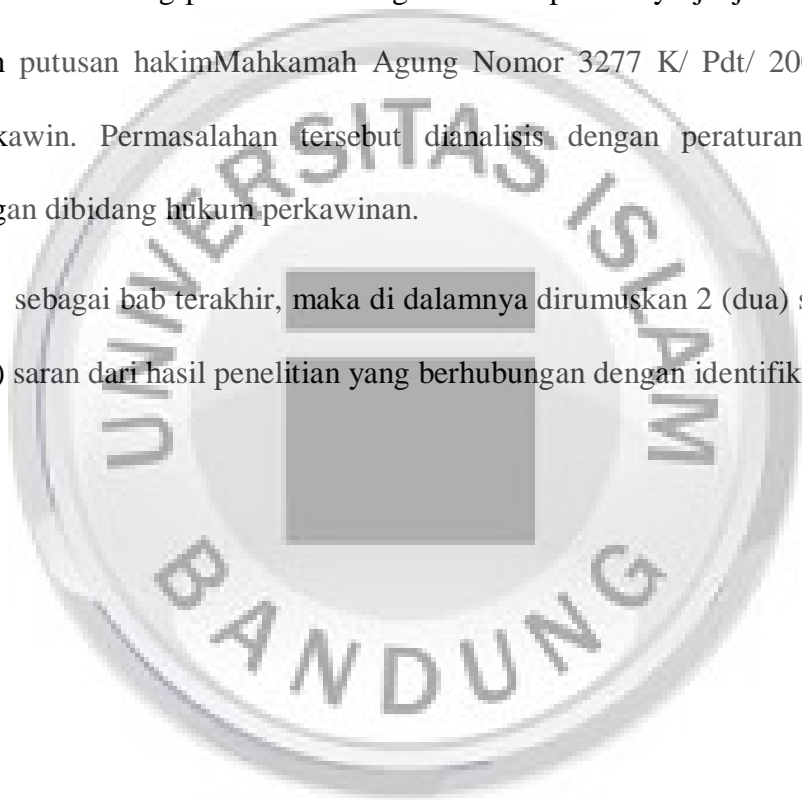 putusan hakimMahkamah Agung Nomor 3277 K/ Pdt/ 20
kawin. Permasalahan tersebut dianalisis dengan peraturan
gan dibidang hukum perkawinan.
sebagai bab terakhir, maka di dalamnya dirumuskan 2 (dua) s
) saran dari hasil penelitian yang berhubungan dengan identifik
UNIVERSITAS ISLAM
BANDUNG